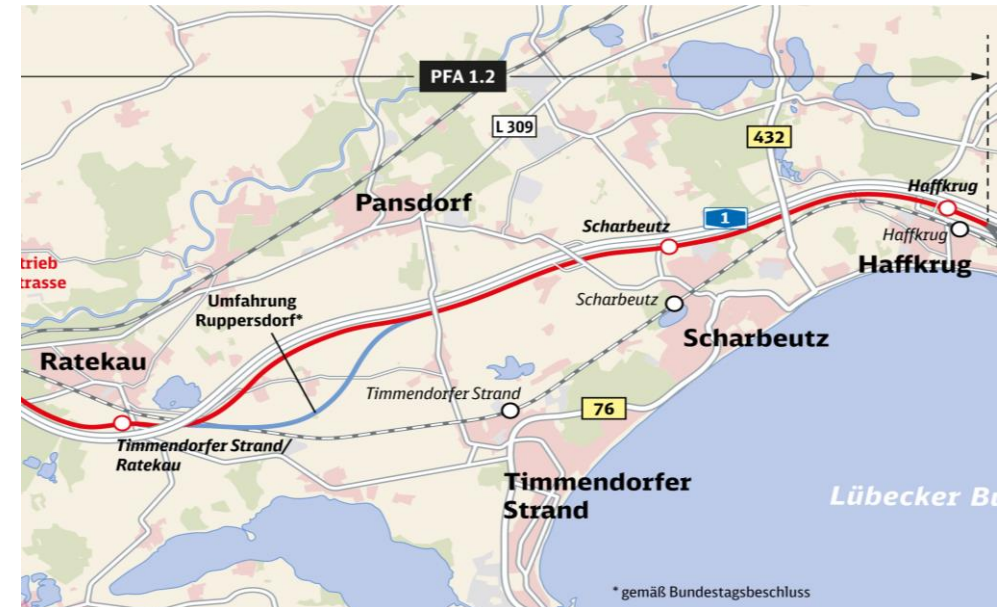 PFA 1.2
L 309
432
Haffkrug
Pansdorf
1
Scharbeutz
Haffkrug
Haffkrug
trieb
trasse
Umfahrung
Ruppersdorf*
Scharbeutz
Scharbeutz
Ratekau
Timmendorfer Strand
76
Timmendorfer Strand/
Ratekau
Timmendorfer
Strand
Lübecker Bu
* gemäß Bundestagsbeschluss